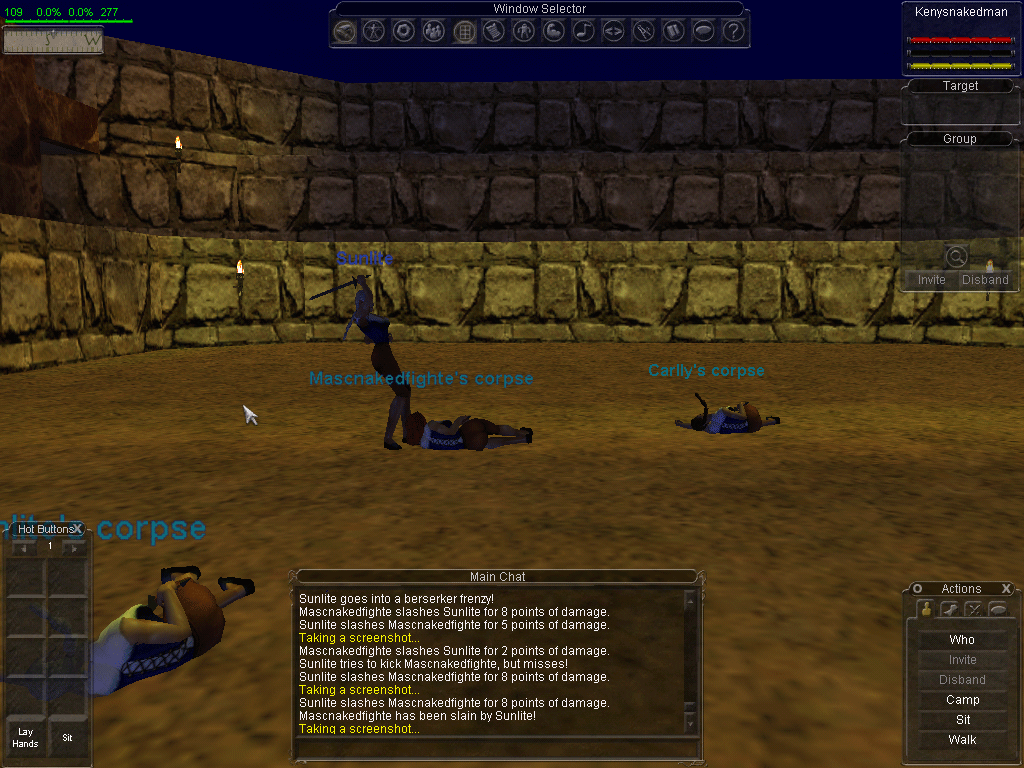 109 0.0% 0.0% 277
Window Selector
Kenysnakedman
S W
Target
Group
Sunlite
Invite Disband
Mascnakedfighte's corpse
Carlly's corpse
nlite's corpse
Hot Buttons X
1
Main Chat
Sunlite goes into a berserker frenzy!
Mascnakedfighte slashes Sunlite for 8 points of damage.
Sunlite slashes Mascnakedfighte for 5 points of damage.
Taking a screenshot...
Mascnakedfighte slashes Sunlite for 2 points of damage.
Sunlite tries to kick Mascnakedfighte, but misses!
Sunlite slashes Mascnakedfighte for 8 points of damage.
Taking a screenshot...
Sunlite slashes Mascnakedfighte for 8 points of damage.
Mascnakedfighte has been slain by Sunlite!
Taking a screenshot...
Lay
Hands
Sit
Actions X
Who
Invite
Disband
Camp
Sit
Walk